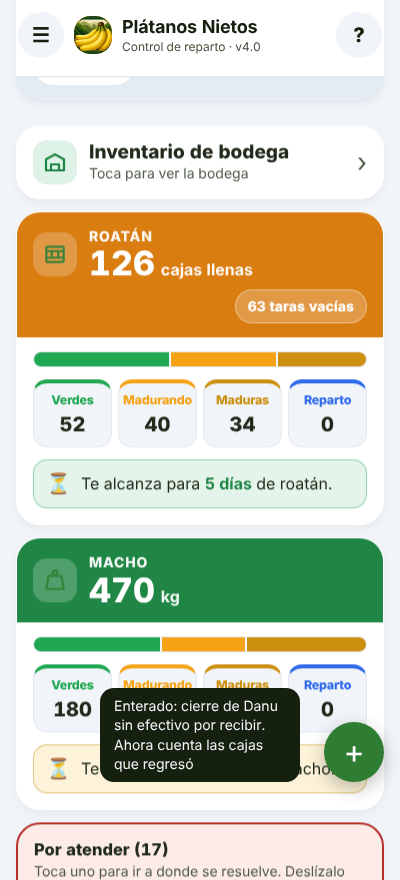 Plátanos Nietos
Control de reparto · v4.0
?
Inventario de bodega
Toca para ver la bodega
ROATÁN
126 cajas llenas
63 taras vacías
Verdes Madurando Maduras Reparto
52 40 34 0
Te alcanza para 5 días de roatán.
MACHO
470 kg
Verdes Madurando Maduras Reparto
180 0
Enterado: cierre de Danu
sin efectivo por recibir.
Ahora cuenta las cajas
que regresó
Te
+
Por atender (17)
Toca uno para ir a donde se resuelve. Deslízalo